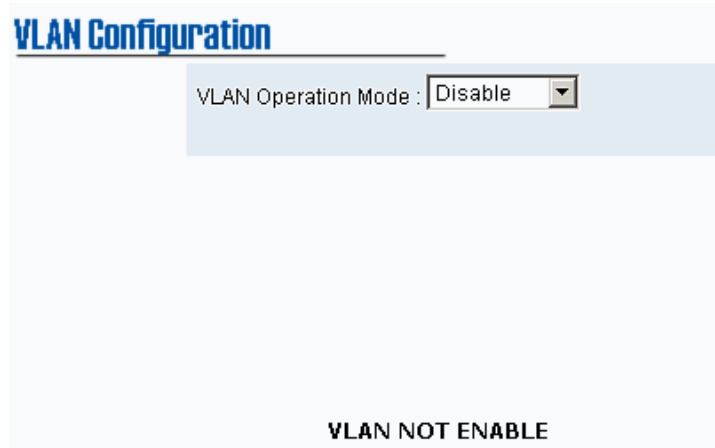 VLAN Configuration
VLAN Operation Mode : Disable
VLAN NOT ENABLE